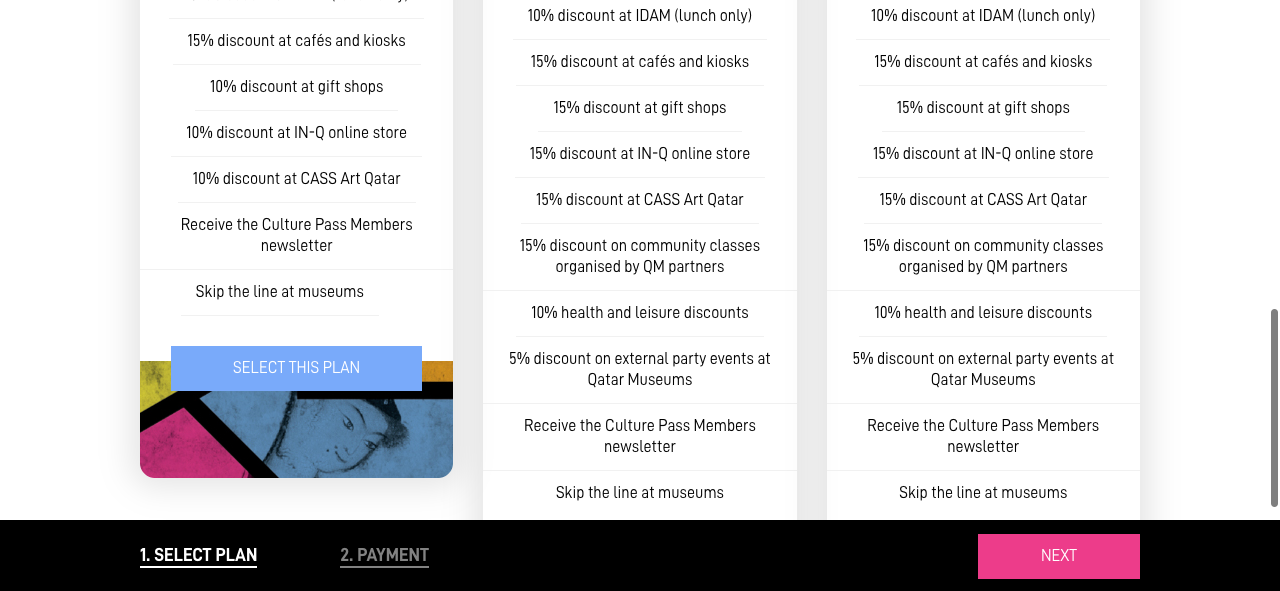 15% discount at cafés and kiosks
10% discount at gift shops
10% discount at IN-Q online store
10% discount at CASS Art Qatar
Receive the Culture Pass Members
newsletter
Skip the line at museums
SELECT THIS PLAN
10% discount at IDAM (lunch only)
15% discount at cafés and kiosks
15% discount at gift shops
15% discount at IN-Q online store
15% discount at CASS Art Qatar
15% discount on community classes
organised by QM partners
10% health and leisure discounts
5% discount on external party events at
Qatar Museums
Receive the Culture Pass Members
newsletter
Skip the line at museums
10% discount at IDAM (lunch only)
15% discount at cafés and kiosks
15% discount at gift shops
15% discount at IN-Q online store
15% discount at CASS Art Qatar
15% discount on community classes
organised by QM partners
10% health and leisure discounts
5% discount on external party events at
Qatar Museums
Receive the Culture Pass Members
newsletter
Skip the line at museums
1. SELECT PLAN
2. PAYMENT
NEXT